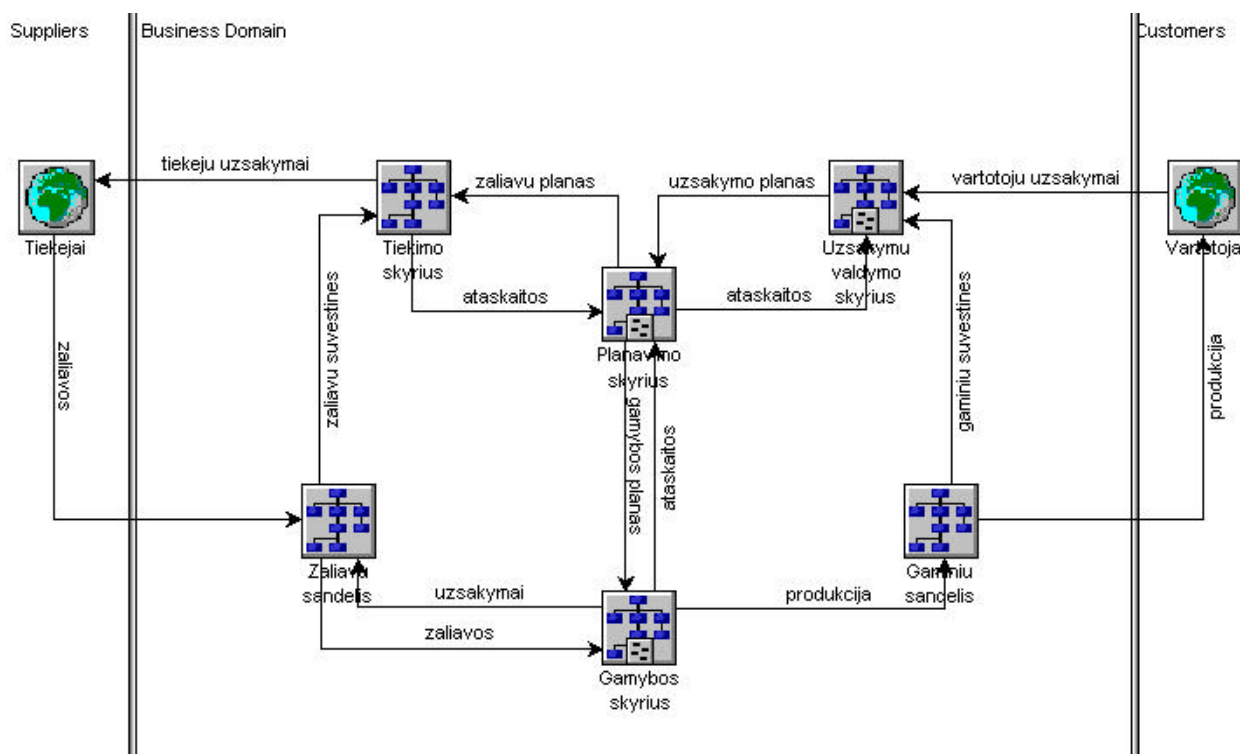 Suppliers
Business Domain
Customers
tiekeju uzsakymai
zaliavu planas
uzsakymo planas
vartotoju uzsakymai
Tiekejai
Tiekimo
skyrius
Uzsakymu
valdymo
skyrius
Vartotoja
ataskaitos
ataskaitos
zaliavu suvestines
Planavimo
skyrius
gaminiu suvestines
zaliavos
produkcija
gamybos planas
ataskaitos
Zaliavu
sandelis
Gaminiu
sandelis
uzsakymai
produkcija
zaliavos
Gamybos
skyrius